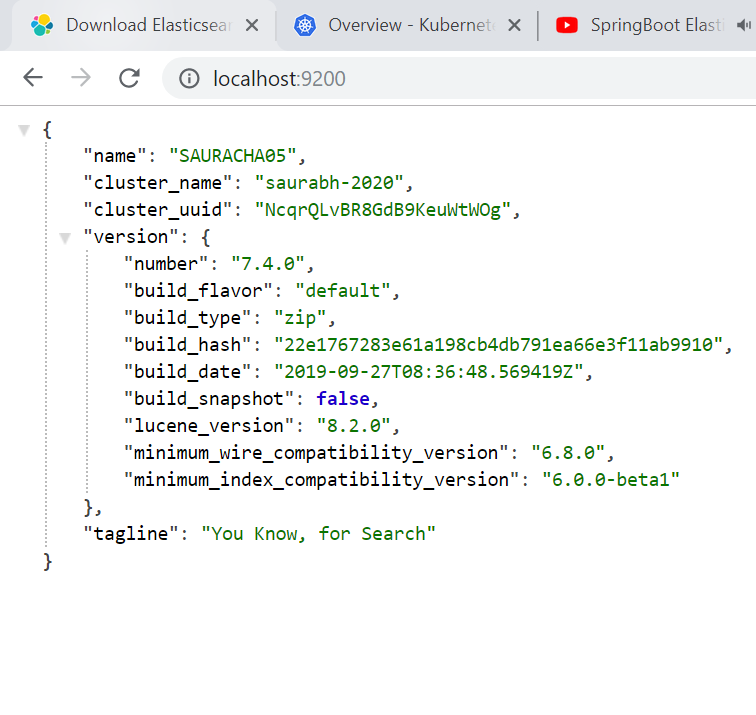 Download Elasticsear
Overview - Kubernete
SpringBoot Elasti
localhost:9200
{
"name": "SAURACHA05",
"cluster_name": "saurabh-2020",
"cluster_uuid": "NcqrQLvBR8GdB9KeuWtWOg",
"version": {
"number": "7.4.0",
"build_flavor": "default",
"build_type": "zip",
"build_hash": "22e1767283e61a198cb4db791ea66e3f11ab9910",
"build_date": "2019-09-27T08:36:48.569419Z",
"build_snapshot": false,
"lucene_version": "8.2.0",
"minimum_wire_compatibility_version": "6.8.0",
"minimum_index_compatibility_version": "6.0.0-beta1"
},
"tagline": "You Know, for Search"
}